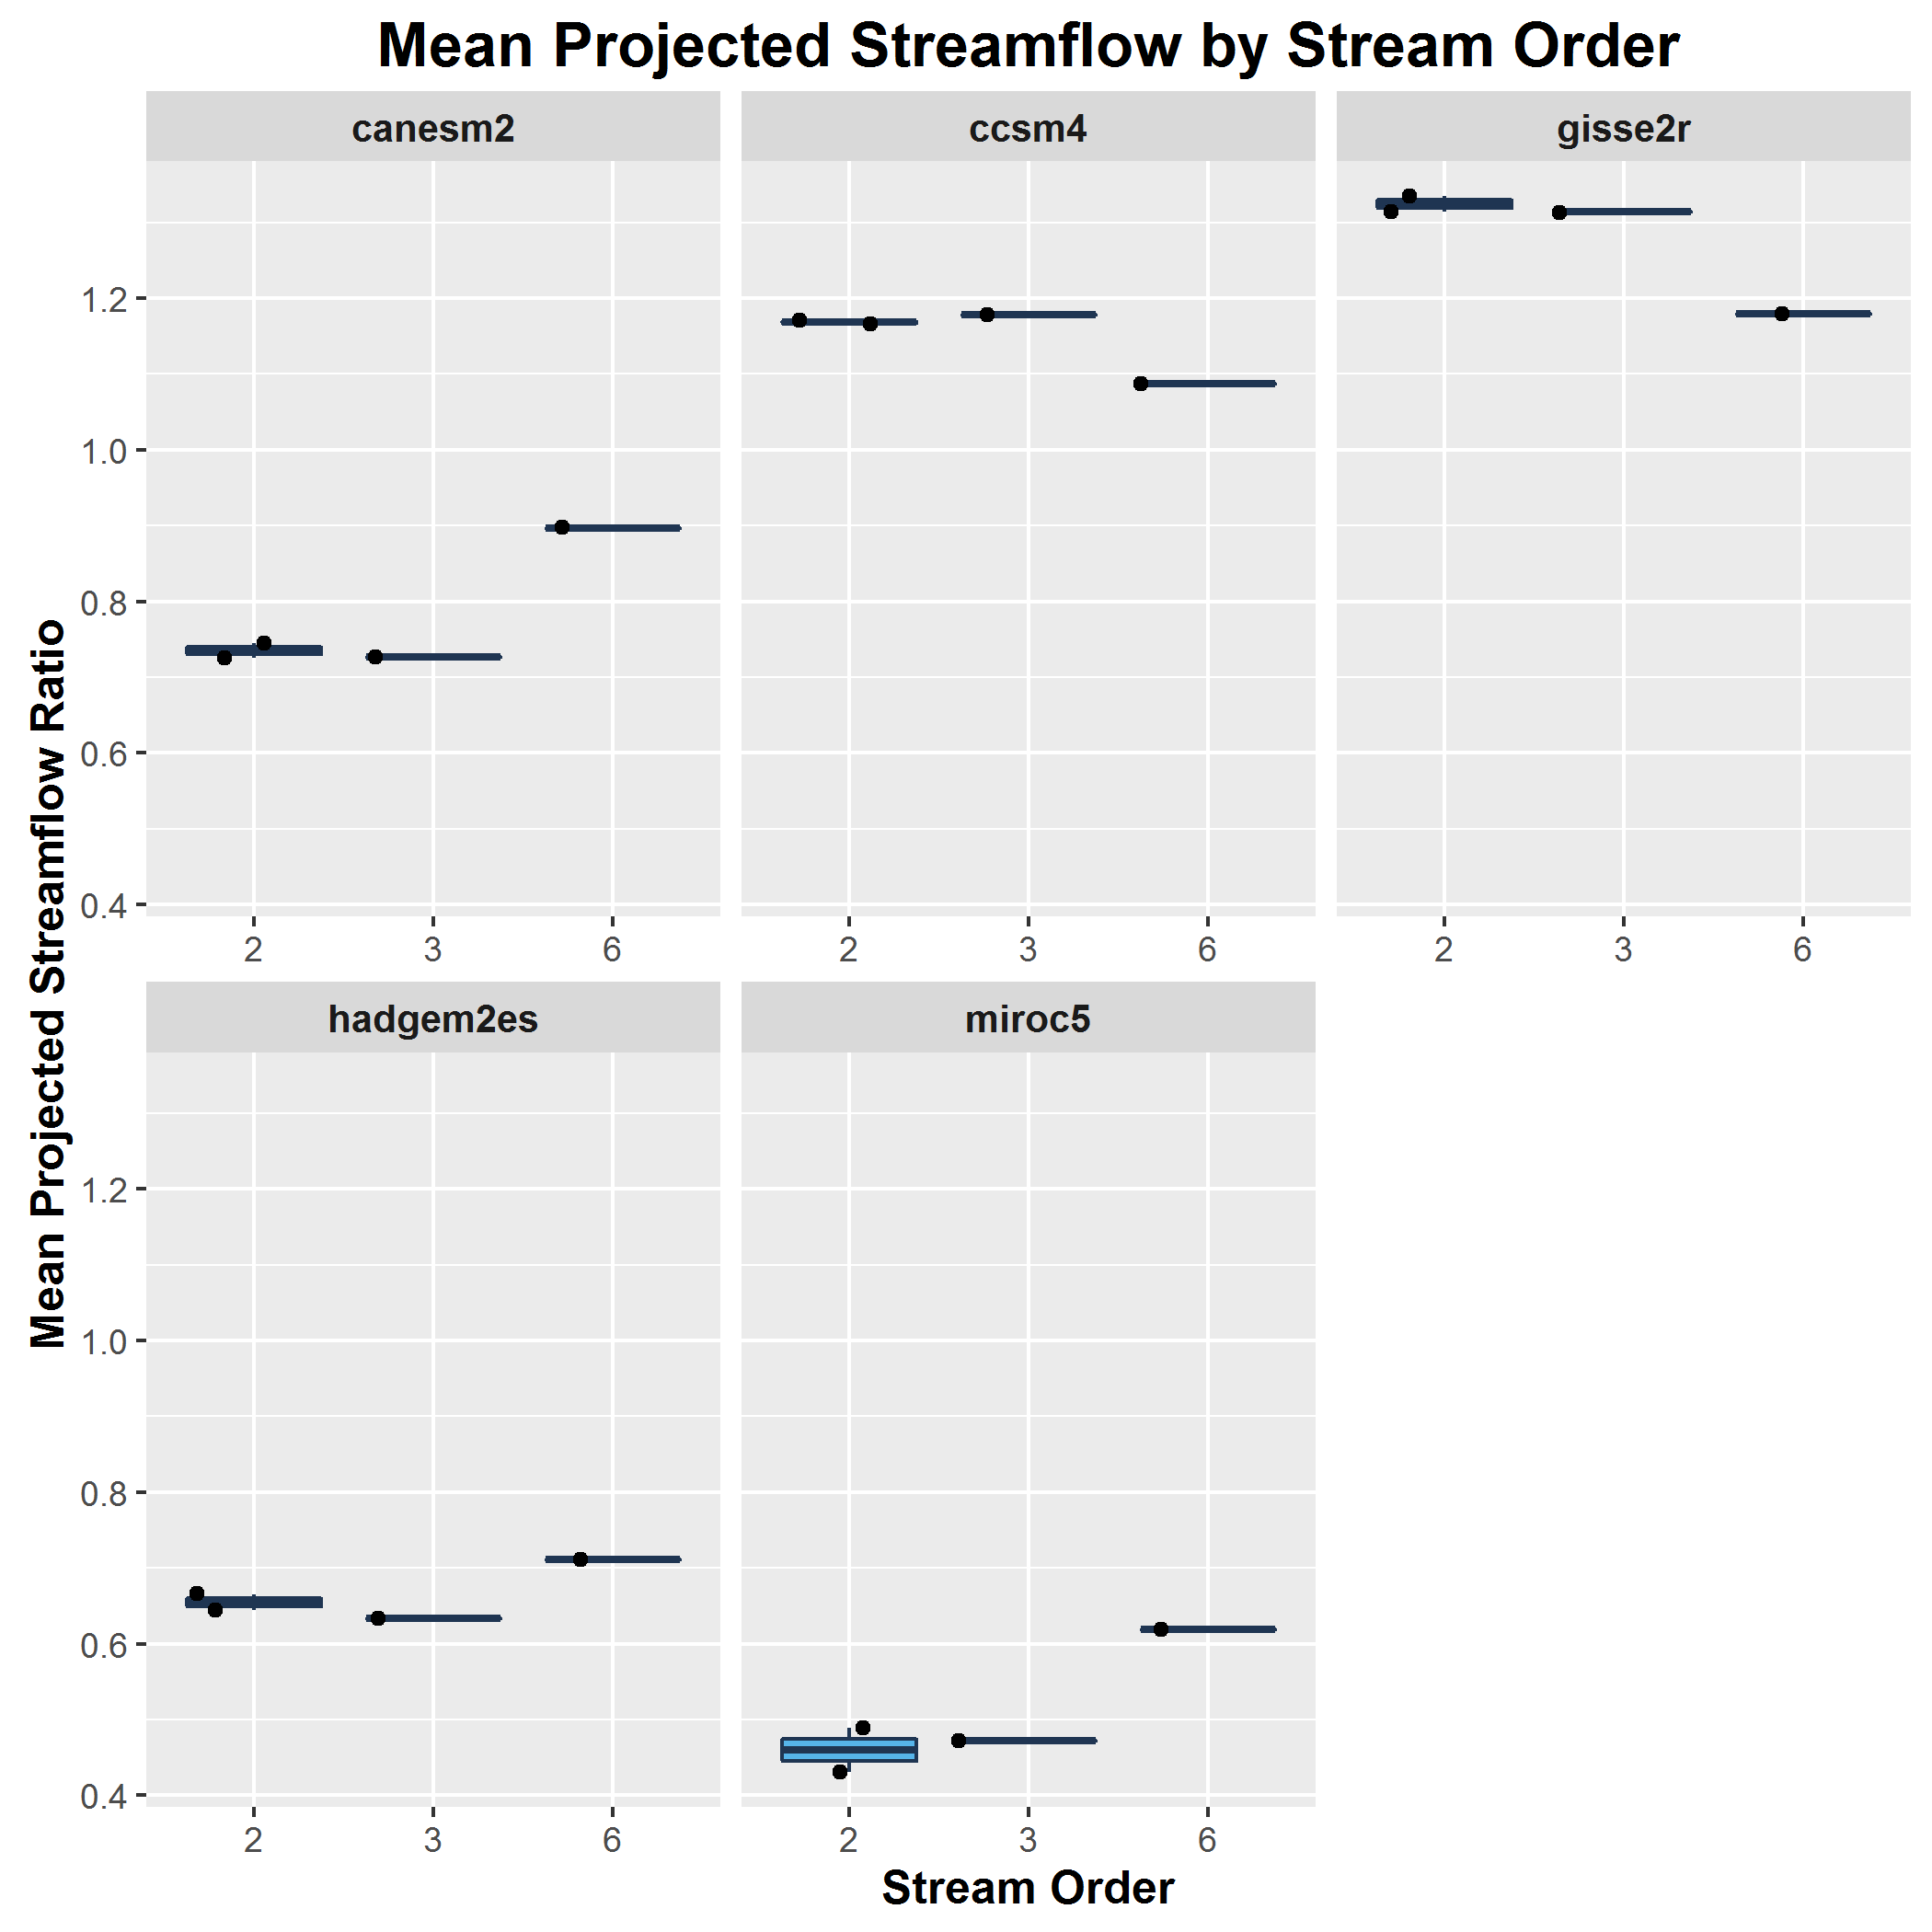 Mean Projected Streamflow by Stream Order
canesm2
ccsm4
gisse2r
1.2
1.0
0.8
0.6
0.4
2 3 6
2 3 6
2 3 6
Mean Projected Streamflow Ratio
hadgem2es
miroc5
1.2
1.0
0.8
0.6
0.4
2 3 6
2 3 6
Stream Order